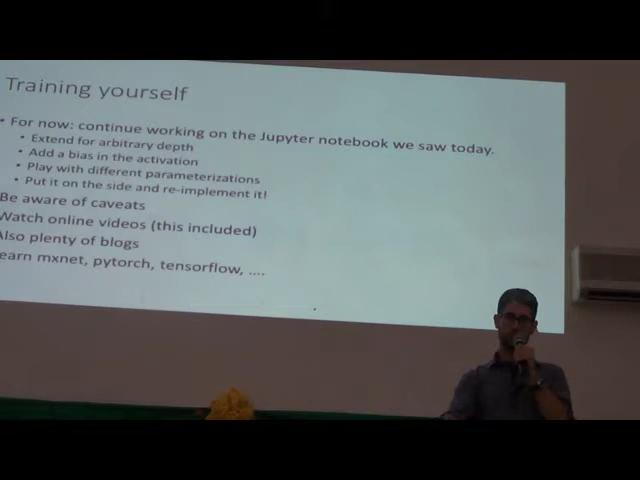 Training yourself
• For now: continue working on the Jupyter notebook we saw today.
• Extend for arbitrary depth
• Add a bias in the activation
• Play with different parameterizations
• Put it on the side and re-implement it!
Be aware of caveats
Watch online videos (this included)
Also plenty of blogs
earn mxnet, pytorch, tensorflow, ....